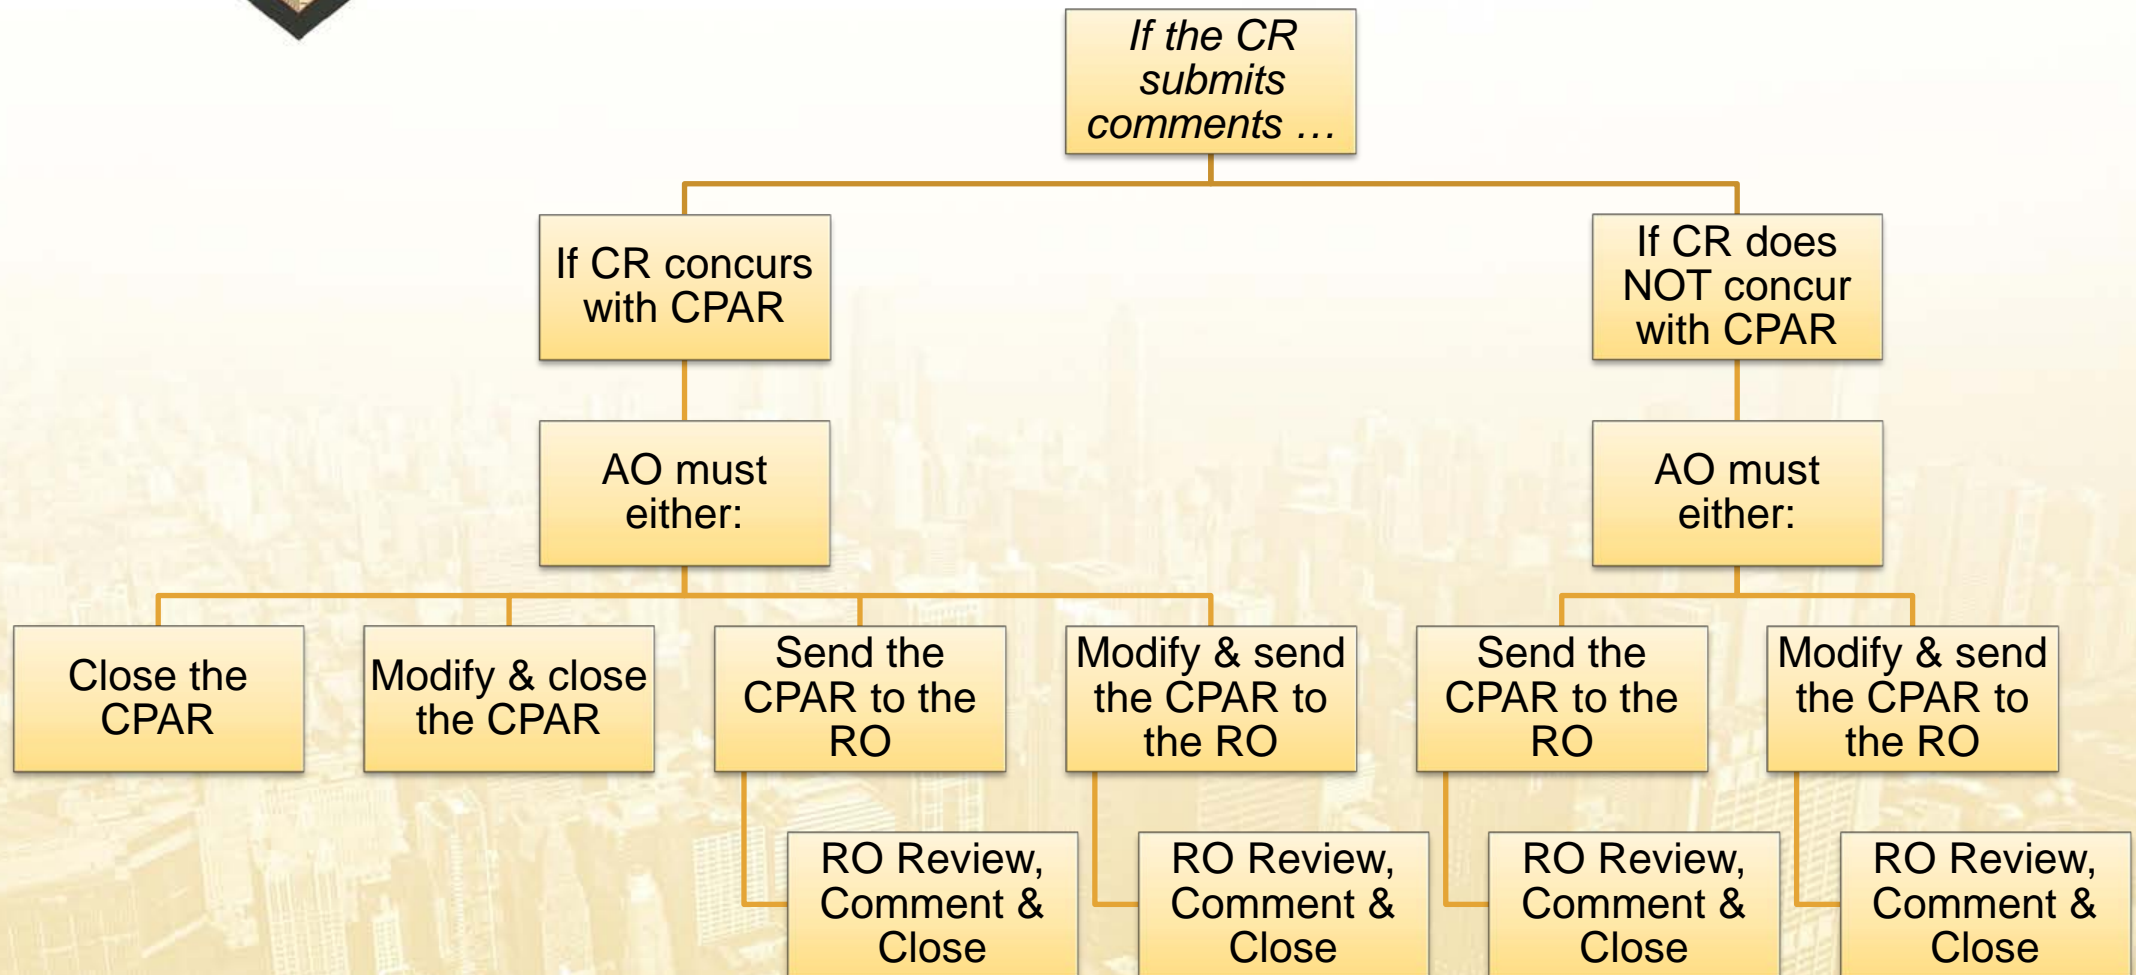 If the CR
submits
comments …
If CR concurs
with CPAR
If CR does
NOT concur
with CPAR
AO must
either:
AO must
either:
Close the
CPAR
Modify & close
the CPAR
Send the
CPAR to the
RO
Modify & send
the CPAR to
the RO
Send the
CPAR to the
RO
Modify & send
the CPAR to
the RO
RO Review,
Comment &
Close
RO Review,
Comment &
Close
RO Review,
Comment &
Close
RO Review,
Comment &
Close